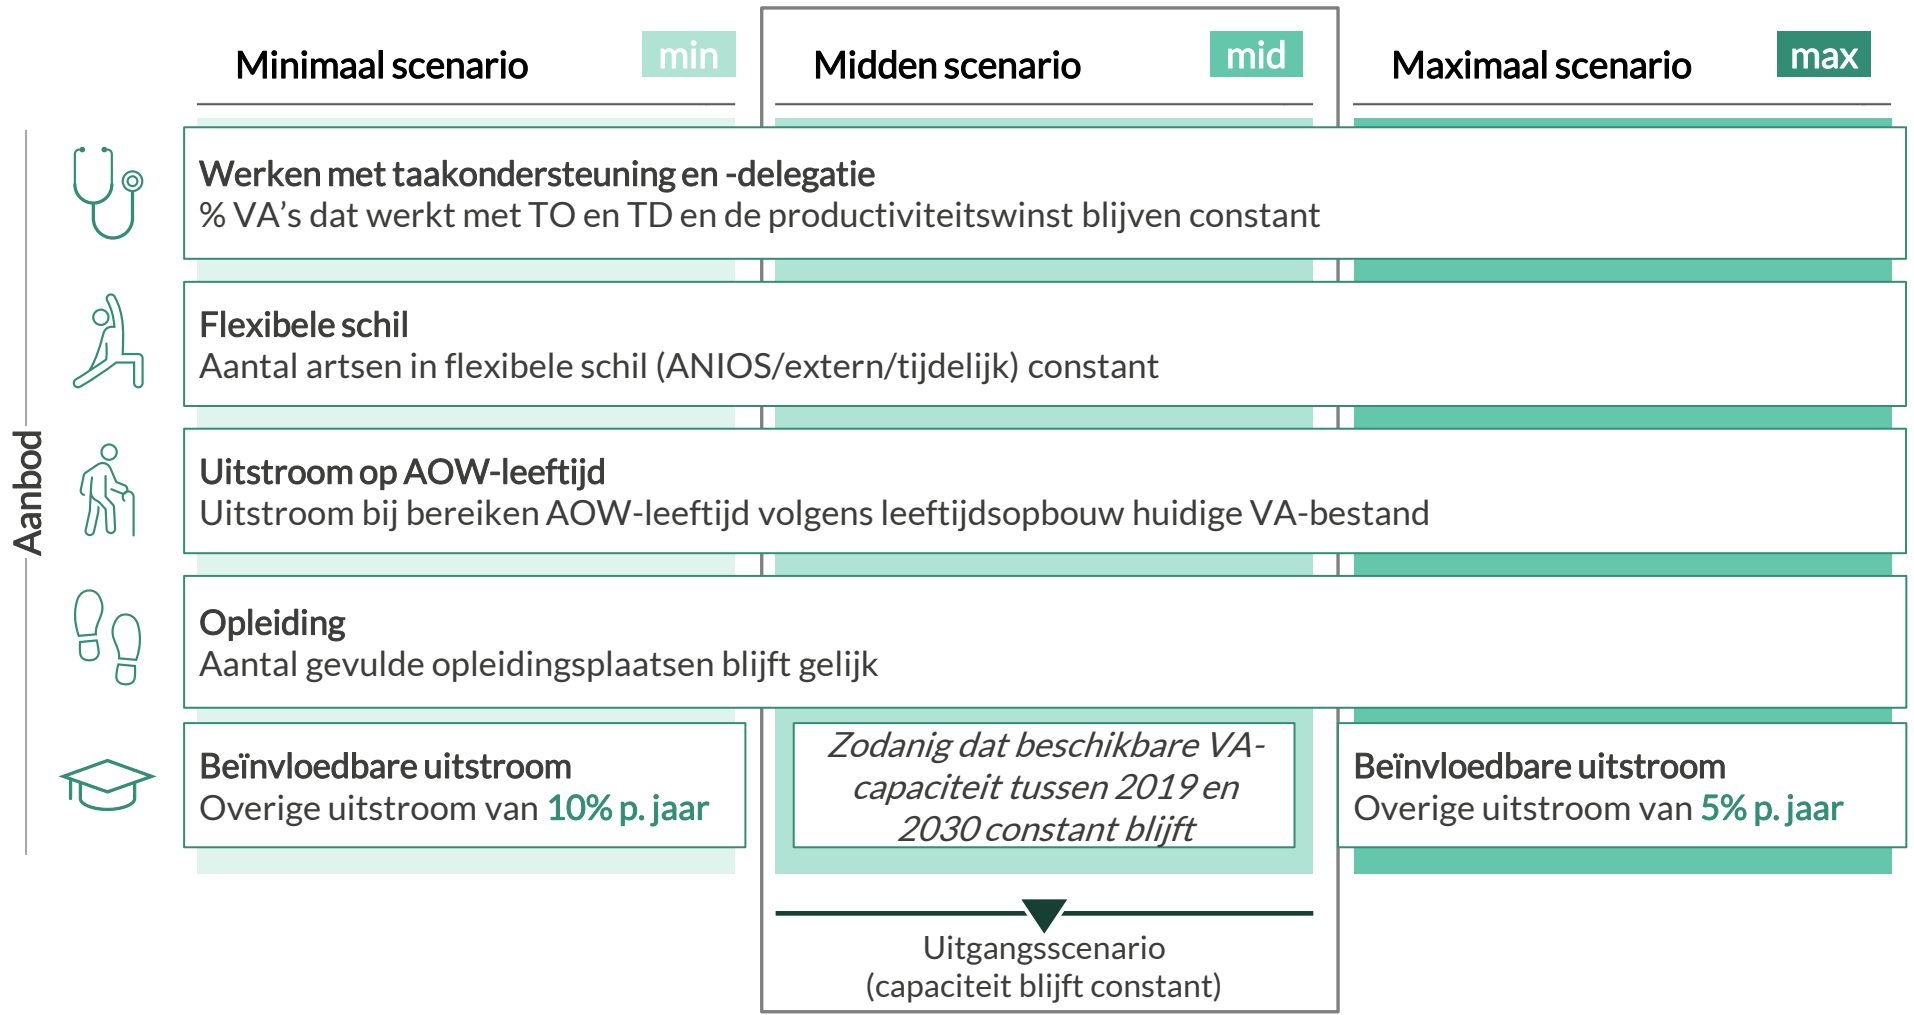 Minimaal scenario
min
Midden scenario
mid
Maximaal scenario
max
Aanbod
Werken met taakondersteuning en -delegatie
% VA’s dat werkt met TO en TD en de productiviteitswinst blijven constant
Flexibele schil
Aantal artsen in flexibele schil (ANIOS/extern/tijdelijk) constant
Uitstroom op AOW-leeftijd
Uitstroom bij bereiken AOW-leeftijd volgens leeftijdsopbouw huidige VA-bestand
Opleiding
Aantal gevulde opleidingsplaatsen blijft gelijk
Beïnvloedbare uitstroom
Overige uitstroom van 10% p. jaar
Zodanig dat beschikbare VA-
capaciteit tussen 2019 en
2030 constant blijft
Beïnvloedbare uitstroom
Overige uitstroom van 5% p. jaar
Uitgangsscenario
(capaciteit blijft constant)